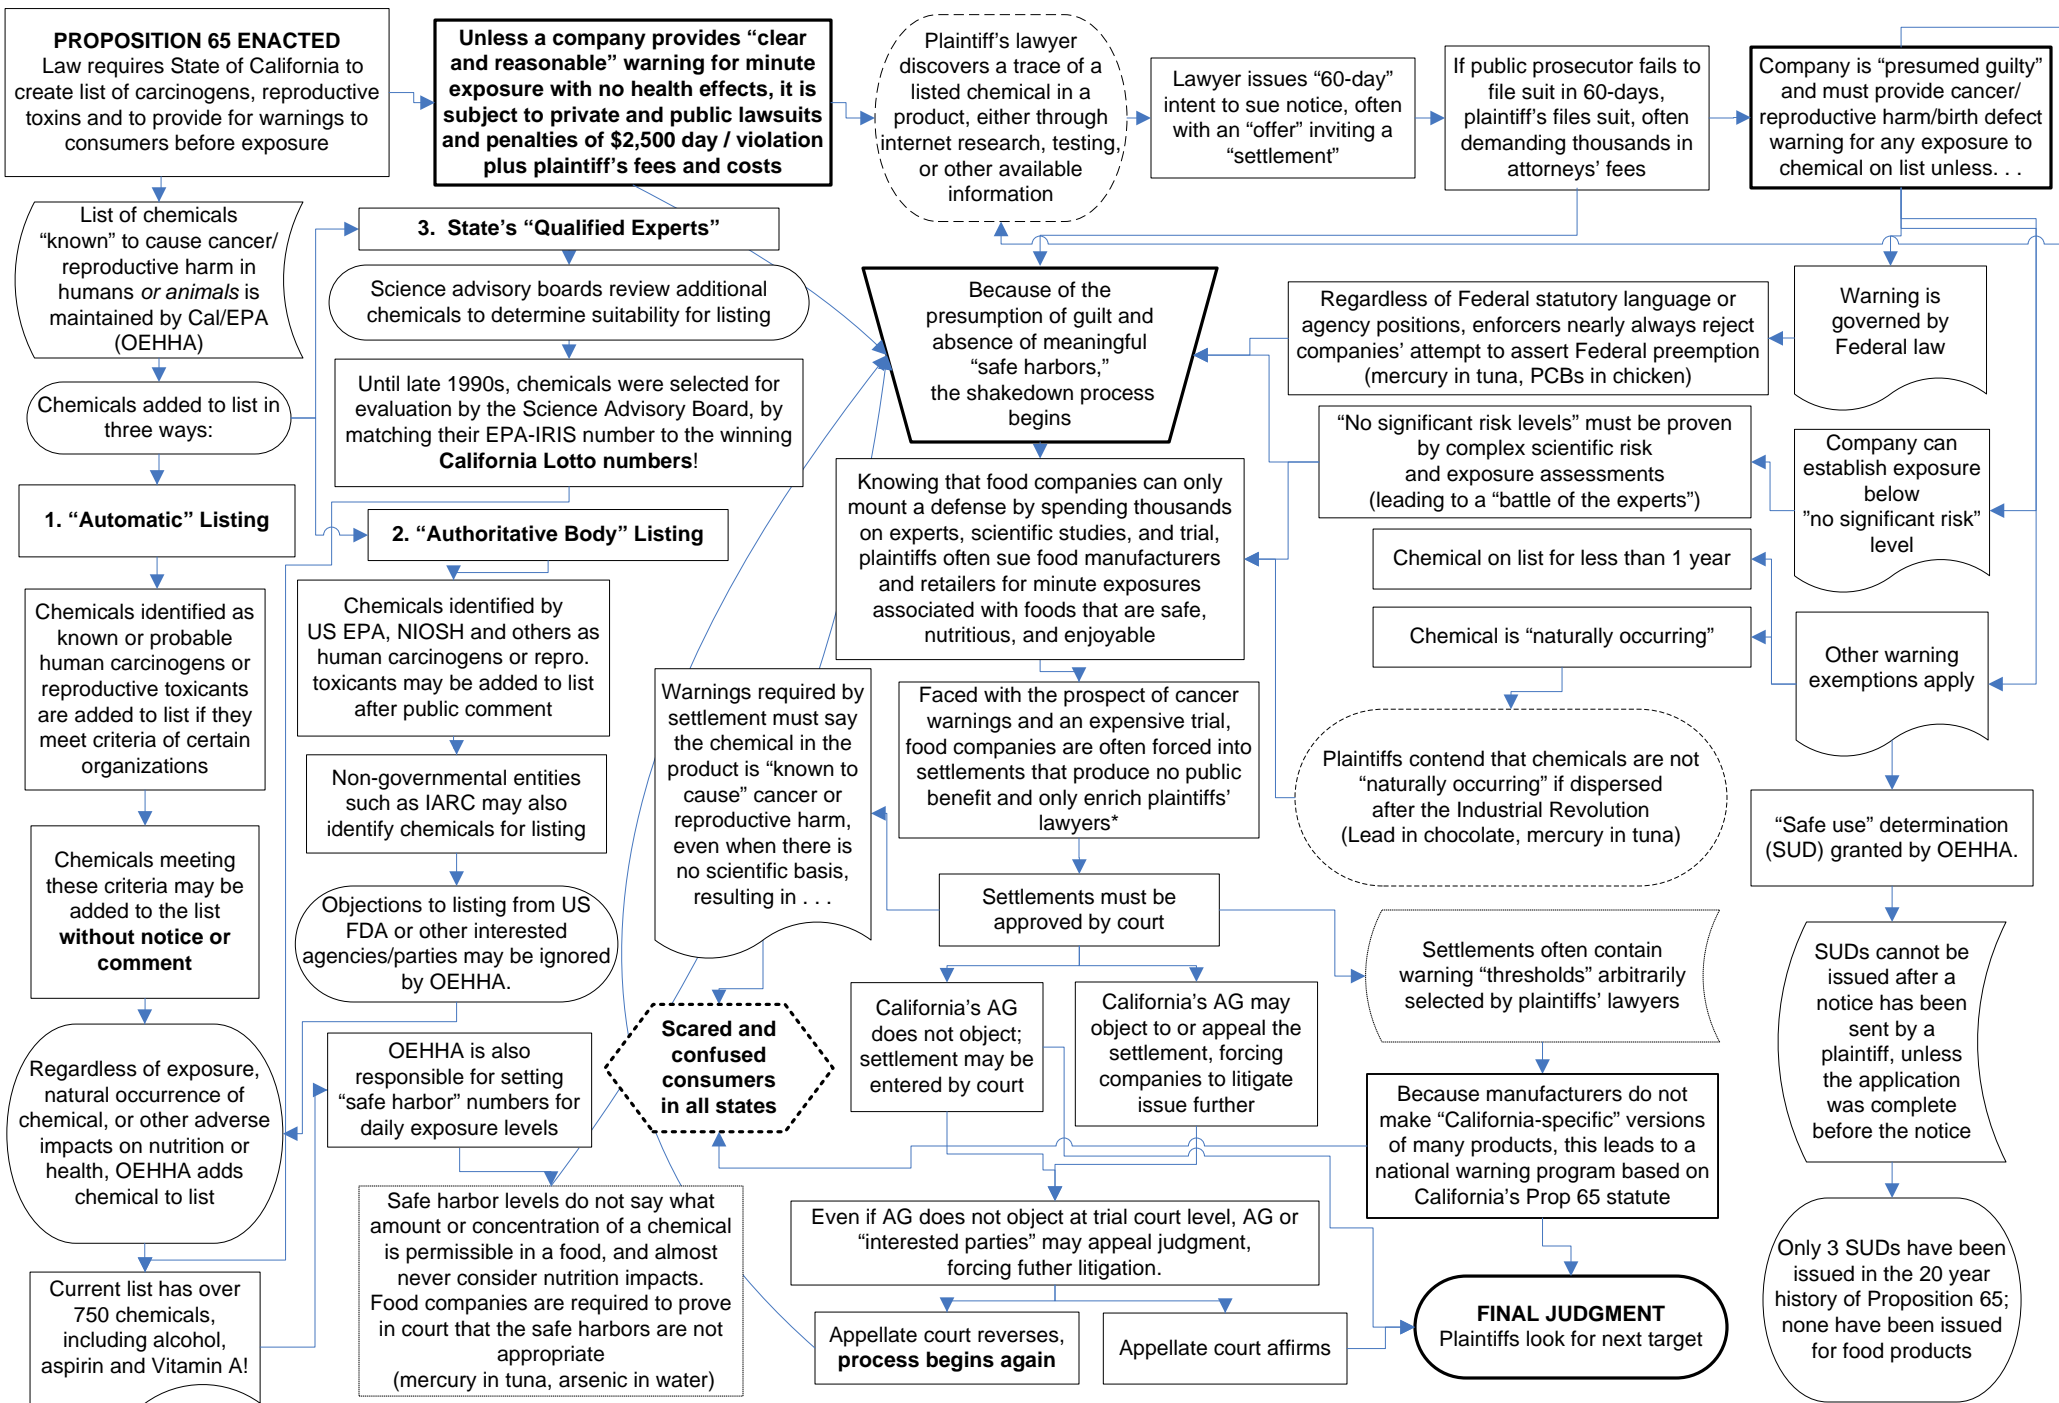 PROPOSITION 65 ENACTED
Law requires State of California to
create list of carcinogens, reproductive
toxins and to provide for warnings to
consumers before exposure
Unless a company provides “clear
and reasonable” warning for minute
exposure with no health effects, it is
subject to private and public lawsuits
and penalties of $2,500 day / violation
plus plaintiff’s fees and costs
Plaintiff’s lawyer
discovers a trace of a
listed chemical in a
product, either through
internet research, testing,
or other available
information
Lawyer issues “60-day”
intent to sue notice, often
with an “offer” inviting a
“settlement”
If public prosecutor fails to
file suit in 60-days,
plaintiff’s files suit, often
demanding thousands in
attorneys’ fees
Company is “presumed guilty”
and must provide cancer/
reproductive harm/birth defect
warning for any exposure to
chemical on list unless. . .
List of chemicals
“known” to cause cancer/
reproductive harm in
humans or animals is
maintained by Cal/EPA
(OEHHA)
Chemicals added to list in
three ways:
1. “Automatic” Listing
Chemicals identified as
known or probable
human carcinogens or
reproductive toxicants
are added to list if they
meet criteria of certain
organizations
Chemicals meeting
these criteria may be
added to the list
without notice or
comment
Regardless of exposure,
natural occurrence of
chemical, or other adverse
impacts on nutrition or
health, OEHHA adds
chemical to list
Current list has over
750 chemicals,
including alcohol,
aspirin and Vitamin A!
3. State’s “Qualified Experts”
Science advisory boards review additional
chemicals to determine suitability for listing
Until late 1990s, chemicals were selected for
evaluation by the Science Advisory Board, by
matching their EPA-IRIS number to the winning
California Lotto numbers!
2. “Authoritative Body” Listing
Chemicals identified by
US EPA, NIOSH and others as
human carcinogens or repro.
toxicants may be added to list
after public comment
Non-governmental entities
such as IARC may also
identify chemicals for listing
Objections to listing from US
FDA or other interested
agencies/parties may be ignored
by OEHHA.
OEHHA is also
responsible for setting
“safe harbor” numbers for
daily exposure levels
Safe harbor levels do not say what
amount or concentration of a chemical
is permissible in a food, and almost
never consider nutrition impacts.
Food companies are required to prove
in court that the safe harbors are not
appropriate
(mercury in tuna, arsenic in water)
Because of the
presumption of guilt and
absence of meaningful
“safe harbors,”
the shakedown process
begins
Knowing that food companies can only
mount a defense by spending thousands
on experts, scientific studies, and trial,
plaintiffs often sue food manufacturers
and retailers for minute exposures
associated with foods that are safe,
nutritious, and enjoyable
Warnings required by
settlement must say
the chemical in the
product is “known to
cause” cancer or
reproductive harm,
even when there is
no scientific basis,
resulting in . . .
Faced with the prospect of cancer
warnings and an expensive trial,
food companies are often forced into
settlements that produce no public
benefit and only enrich plaintiffs’
lawyers*
Settlements must be
approved by court
Scared and
confused
consumers
in all states
California’s AG
does not object;
settlement may be
entered by court
California’s AG may
object to or appeal the
settlement, forcing
companies to litigate
issue further
Even if AG does not object at trial court level, AG or
“interested parties” may appeal judgment,
forcing futher litigation.
Appellate court reverses,
process begins again
Appellate court affirms
Regardless of Federal statutory language or
agency positions, enforcers nearly always reject
companies’ attempt to assert Federal preemption
(mercury in tuna, PCBs in chicken)
“No significant risk levels” must be proven
by complex scientific risk
and exposure assessments
(leading to a “battle of the experts”)
Chemical on list for less than 1 year
Chemical is “naturally occurring”
Plaintiffs contend that chemicals are not
“naturally occurring” if dispersed
after the Industrial Revolution
(Lead in chocolate, mercury in tuna)
Settlements often contain
warning “thresholds” arbitrarily
selected by plaintiffs’ lawyers
Because manufacturers do not
make “California-specific” versions
of many products, this leads to a
national warning program based on
California’s Prop 65 statute
FINAL JUDGMENT
Plaintiffs look for next target
Warning is
governed by
Federal law
Company can
establish exposure
below
”no significant risk”
level
Other warning
exemptions apply
“Safe use” determination
(SUD) granted by OEHHA.
SUDs cannot be
issued after a
notice has been
sent by a
plaintiff, unless
the application
was complete
before the notice
Only 3 SUDs have been
issued in the 20 year
history of Proposition 65;
none have been issued
for food products